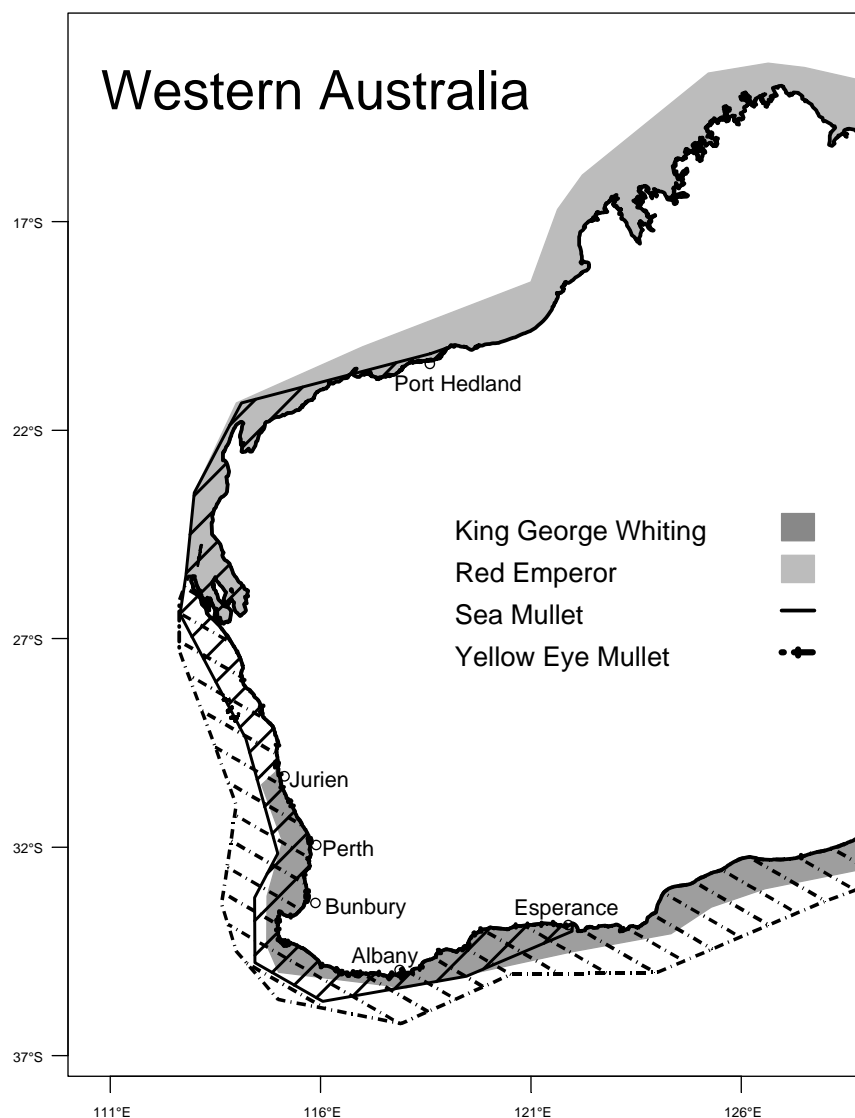 Western Australia
17°S
Port Hedland
22°S
King George Whiting
Red Emperor
Sea Mullet
27°S
Yellow Eye Mullet
Jurien
32°S
Perth
Bunbury
Esperance
Albany
37°S
111°E 116°E 121°E 126°E